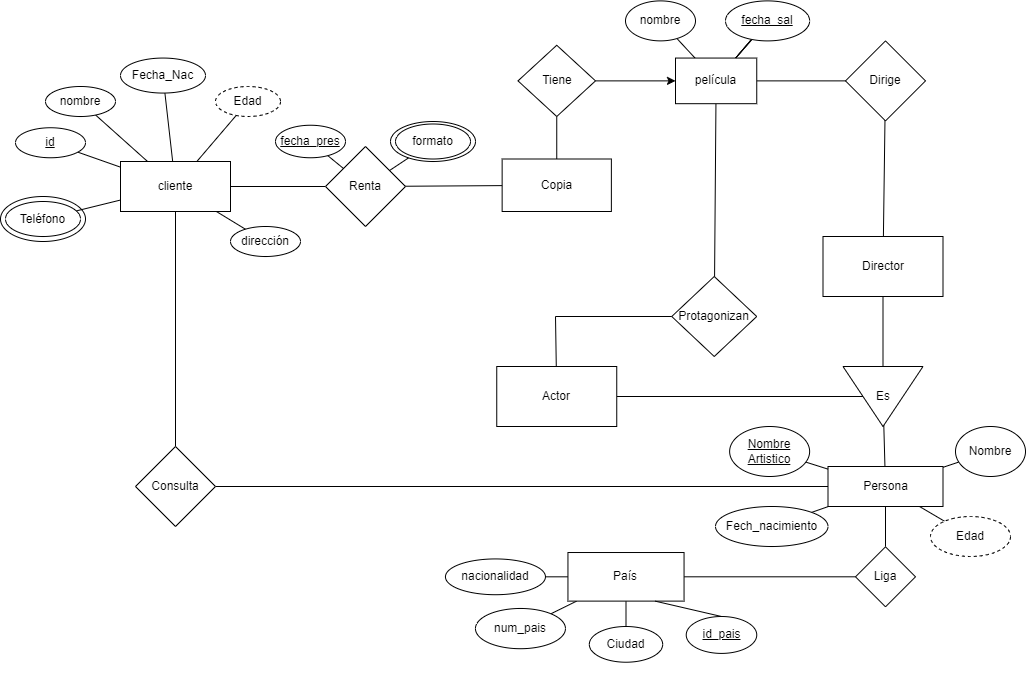 nombre
fecha_sal
Fecha_Nac
Tiene
película
Dirige
nombre
Edad
id
fecha_pres
formato
cliente
Renta
Copia
Teléfono
dirección
Director
Protagonizan
Actor
Es
Nombre
Artistico
Nombre
Consulta
Persona
Fech_nacimiento
Edad
nacionalidad
País
Liga
num_pais
Ciudad
id_pais